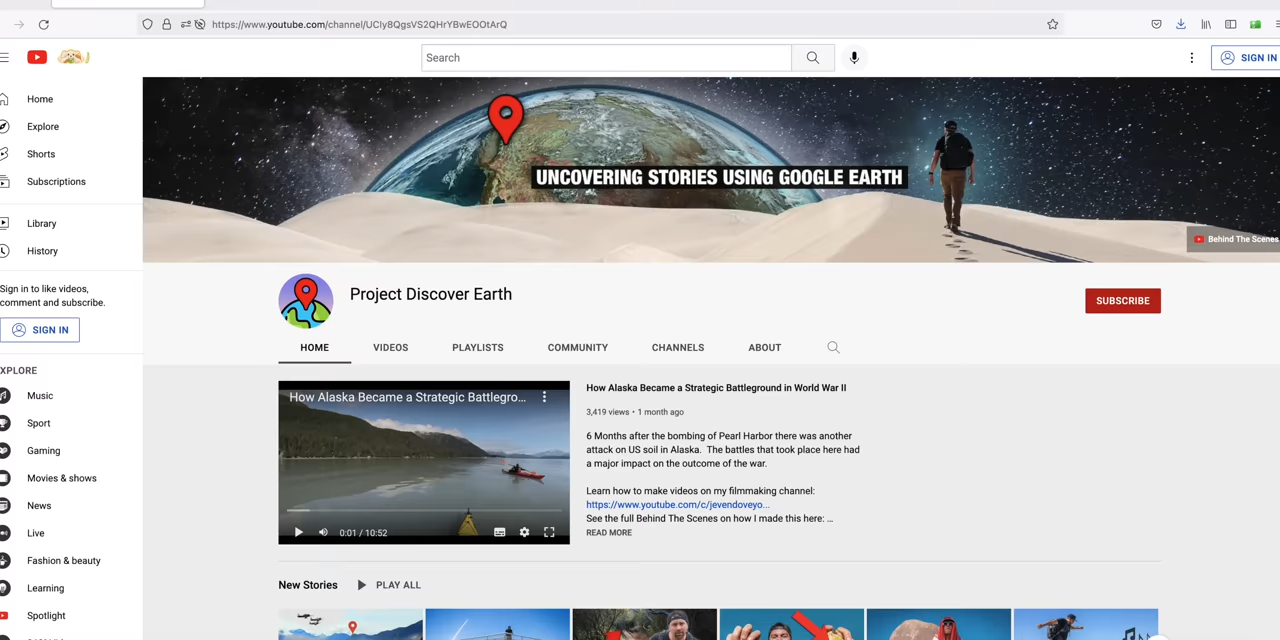 https://www.youtube.com/channel/UCIy8QgsVS2QHrYBwEOOtArQ
Search
SIGN IN
Home
Explore
Shorts
Subscriptions
Library
History
Sign in to like videos,
comment and subscribe.
SIGN IN
XPLORE
Music
Sport
Gaming
Movies & shows
News
Live
Fashion & beauty
Learning
Spotlight
UNCOVERING STORIES USING GOOGLE EARTH
Behind The Scenes
Project Discover Earth
SUBSCRIBE
HOME VIDEOS PLAYLISTS COMMUNITY CHANNELS ABOUT
How Alaska Became a Strategic Battlegro...
0:01 / 10:52
How Alaska Became a Strategic Battleground in World War II
3,419 views • 1 month ago
6 Months after the bombing of Pearl Harbor there was another
attack on US soil in Alaska. The battles that took place here had
a major impact on the outcome of the war.
Learn how to make videos on my filmmaking channel:
https://www.youtube.com/c/jevendoveyo...
See the full Behind The Scenes on how I made this here: ...
READ MORE
New Stories PLAY ALL